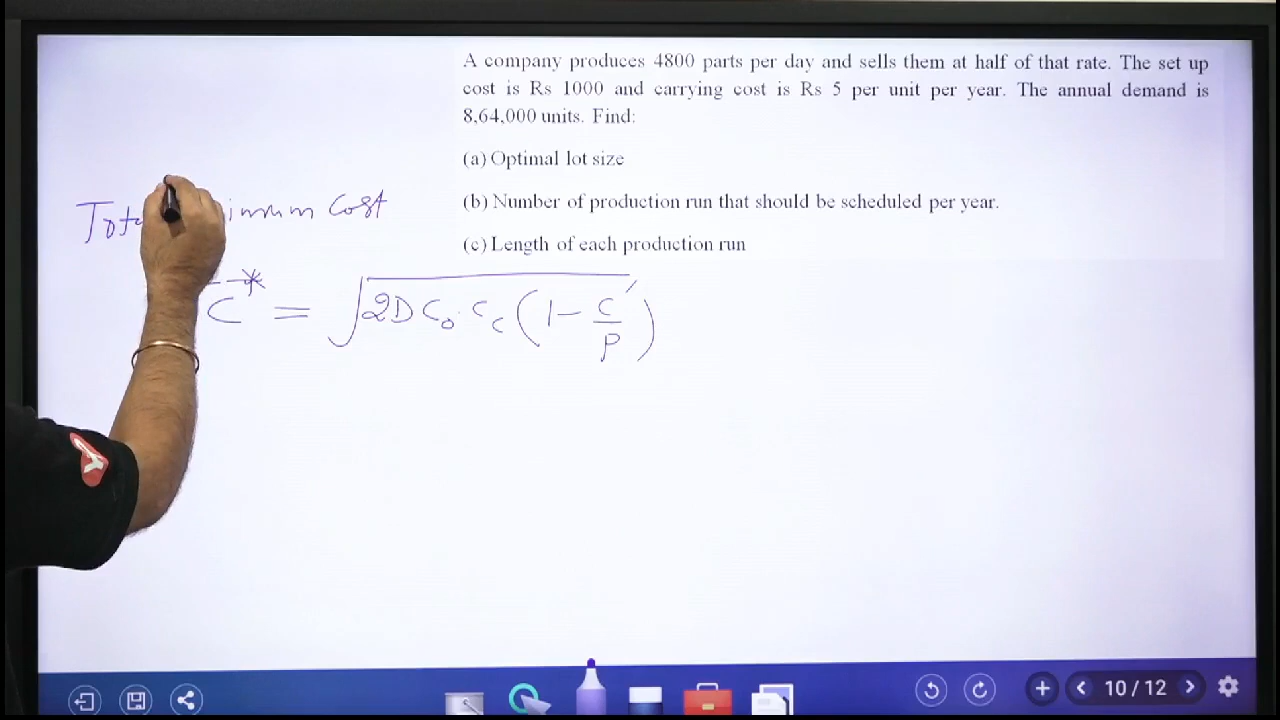 A company produces 4800 parts per day and sells them at half of that rate. The set up
cost is Rs 1000 and carrying cost is Rs 5 per unit per year. The annual demand is
8,64,000 units. Find:
(a) Optimal lot size
(b) Number of production run that should be scheduled per year.
(c) Length of each production run
Cost
C* = √2D C₀ · C_c (1 - C/P)
10 / 12